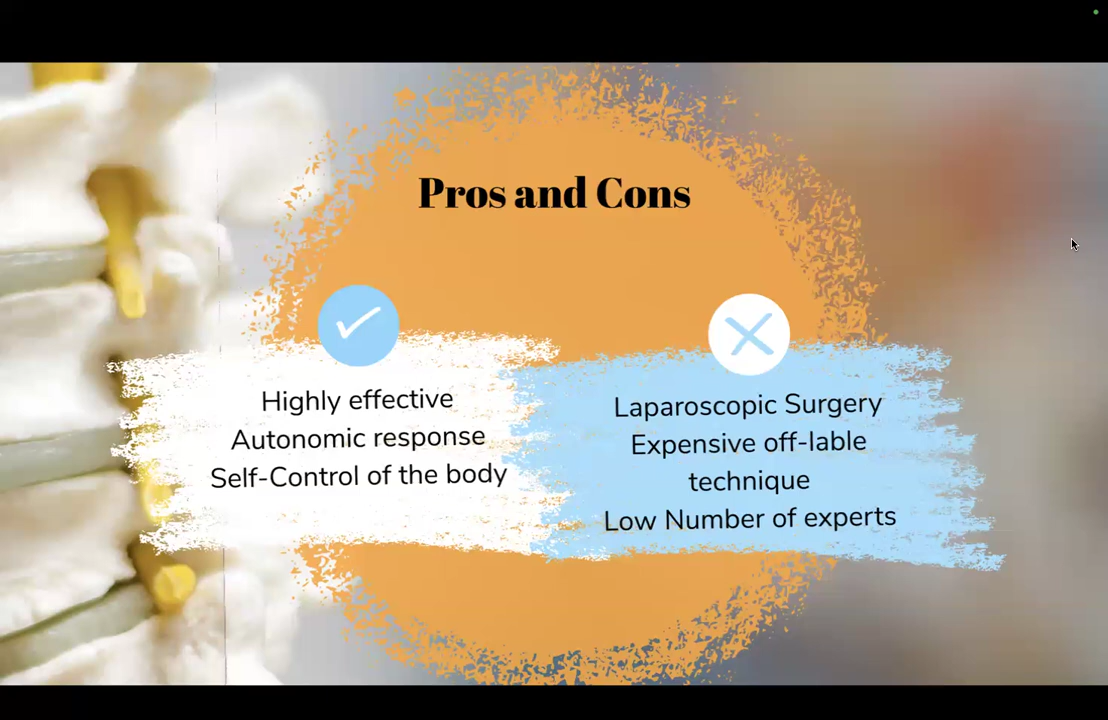 Pros and Cons
Highly effective
Autonomic response
Self-Control of the body
Laparoscopic Surgery
Expensive off-lable
technique
Low Number of experts